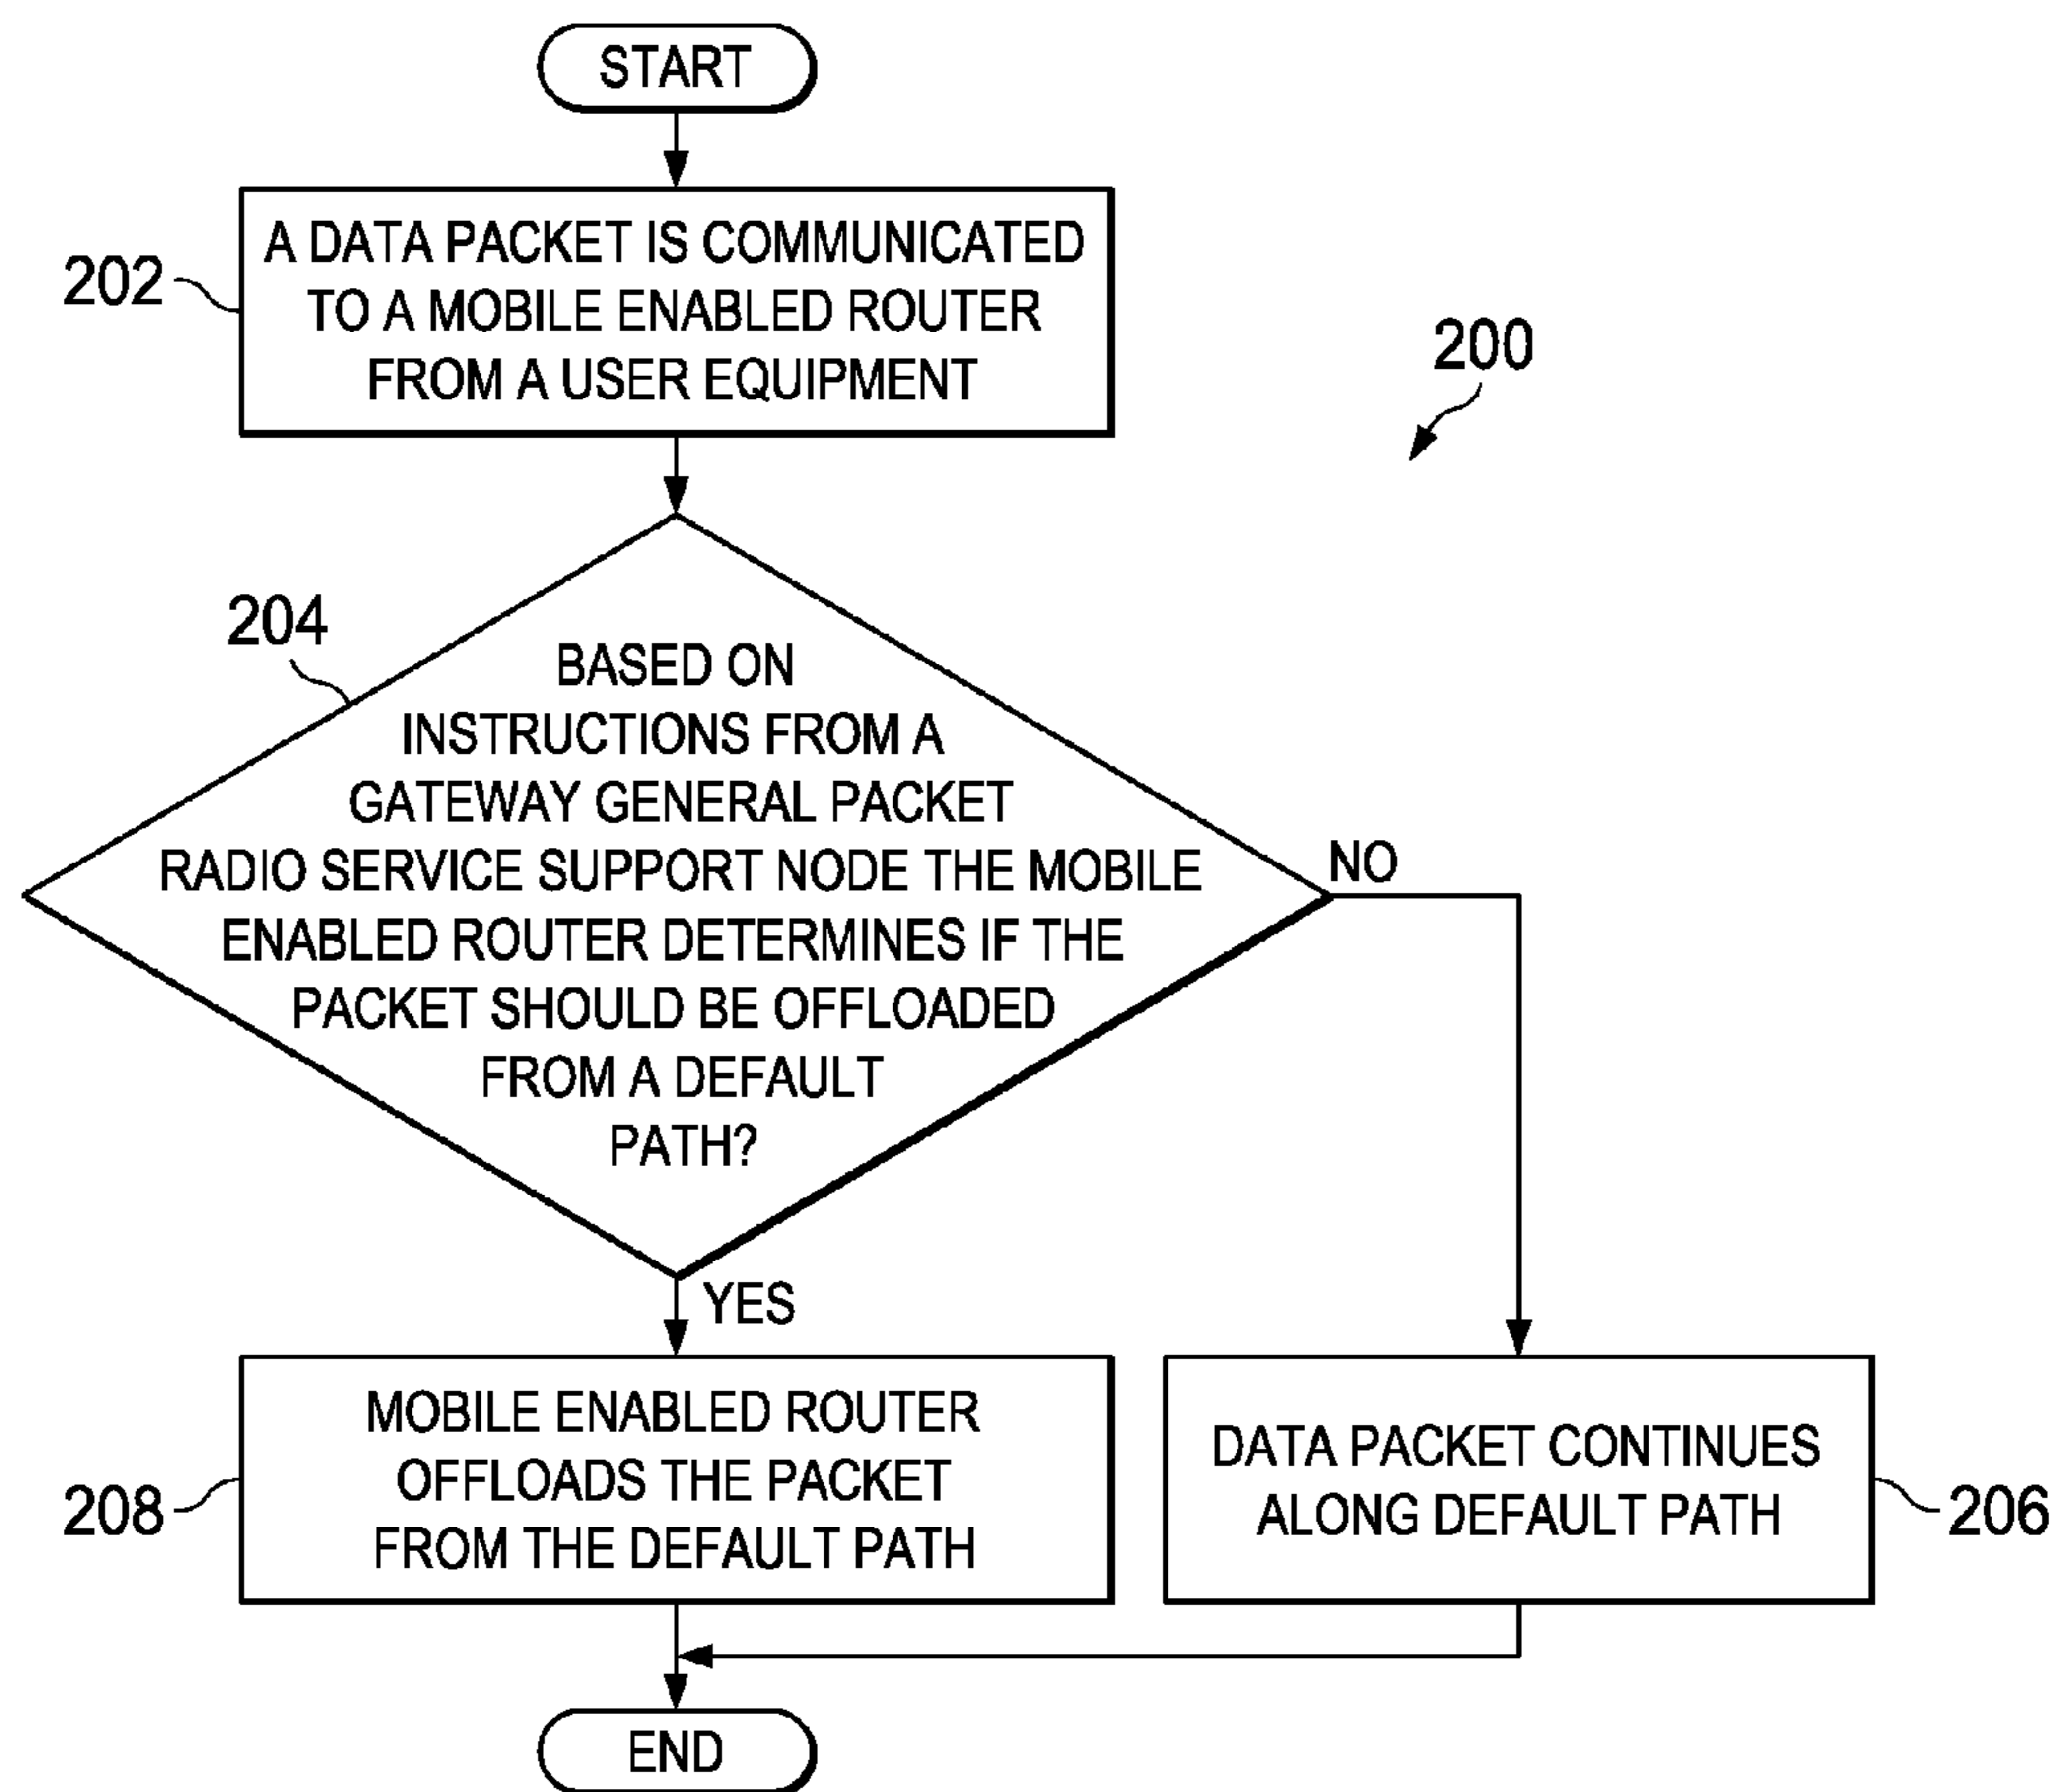 START
202
A DATA PACKET IS COMMUNICATED
TO A MOBILE ENABLED ROUTER
FROM A USER EQUIPMENT
200
204
BASED ON
INSTRUCTIONS FROM A
GATEWAY GENERAL PACKET
RADIO SERVICE SUPPORT NODE THE MOBILE
ENABLED ROUTER DETERMINES IF THE
PACKET SHOULD BE OFFLOADED
FROM A DEFAULT
PATH?
NO
YES
208
MOBILE ENABLED ROUTER
OFFLOADS THE PACKET
FROM THE DEFAULT PATH
DATA PACKET CONTINUES
ALONG DEFAULT PATH
206
END